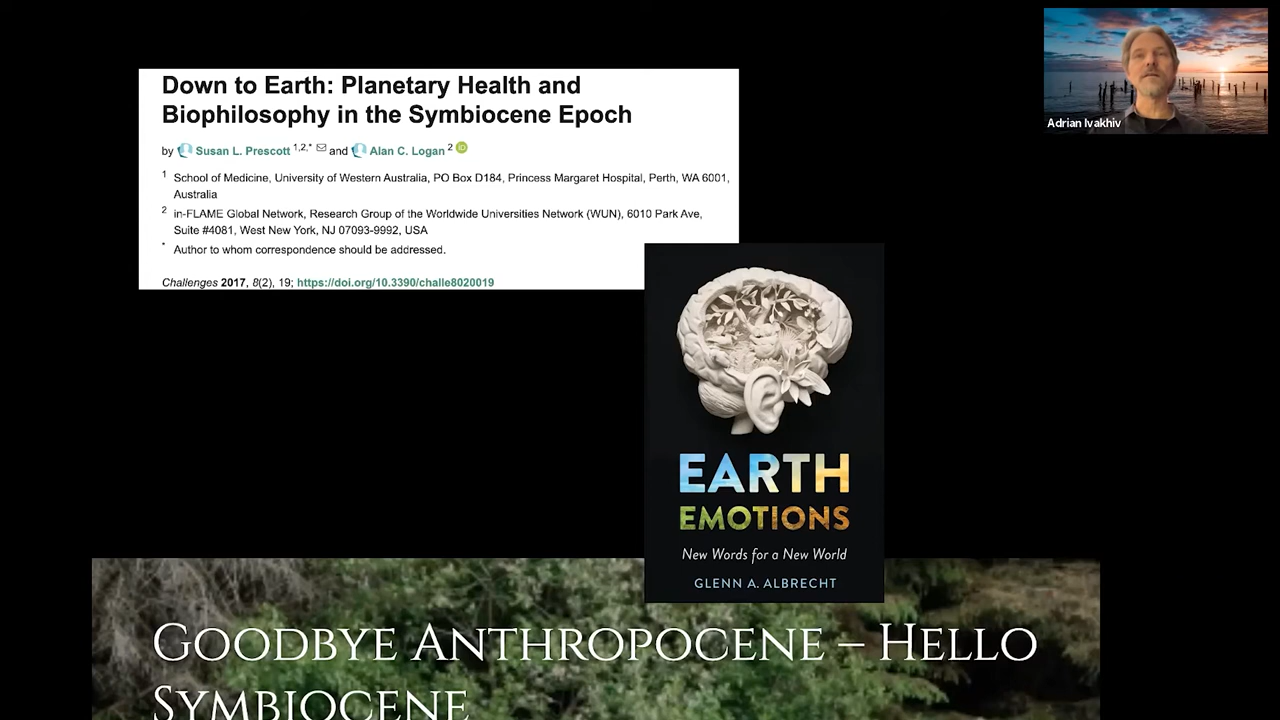 Down to Earth: Planetary Health and
Biophilosophy in the Symbiocene Epoch
by Susan L. Prescott 1,2,* and Alan C. Logan 2 iD
1 School of Medicine, University of Western Australia, PO Box D184, Princess Margaret Hospital, Perth, WA 6001,
Australia
2 in-FLAME Global Network, Research Group of the Worldwide Universities Network (WUN), 6010 Park Ave,
Suite #4081, West New York, NJ 07093-9992, USA
* Author to whom correspondence should be addressed.
Challenges 2017, 8(2), 19; https://doi.org/10.3390/challe8020019
Adrian Ivakhiv
EARTH
EMOTIONS
New Words for a New World
GLENN A. ALBRECHT
GOODBYE ANTHROPOCENE – HELLO
SYMBIOCENE